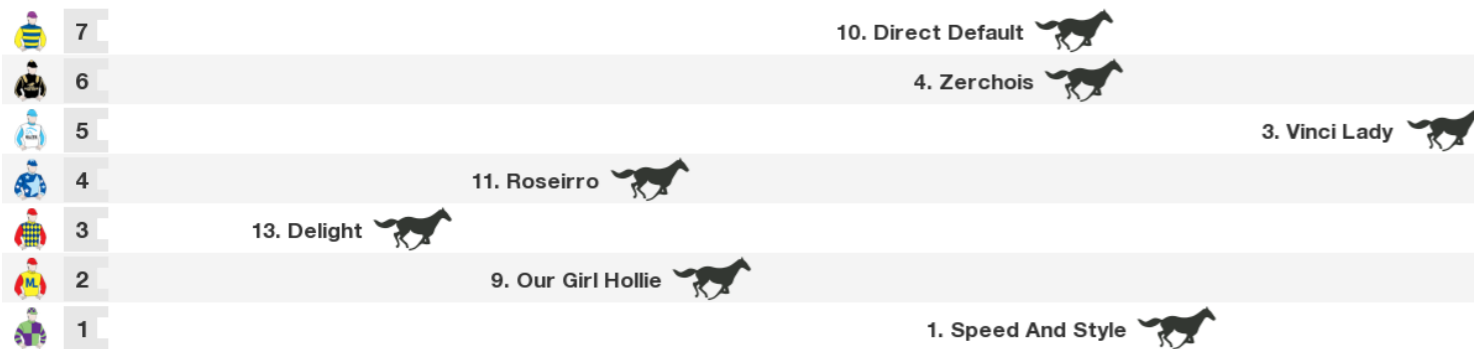 7 10. Direct Default
6 4. Zerchois
5 3. Vinci Lady
4 11. Roseirro
3 13. Delight
2 9. Our Girl Hollie
1 1. Speed And Style